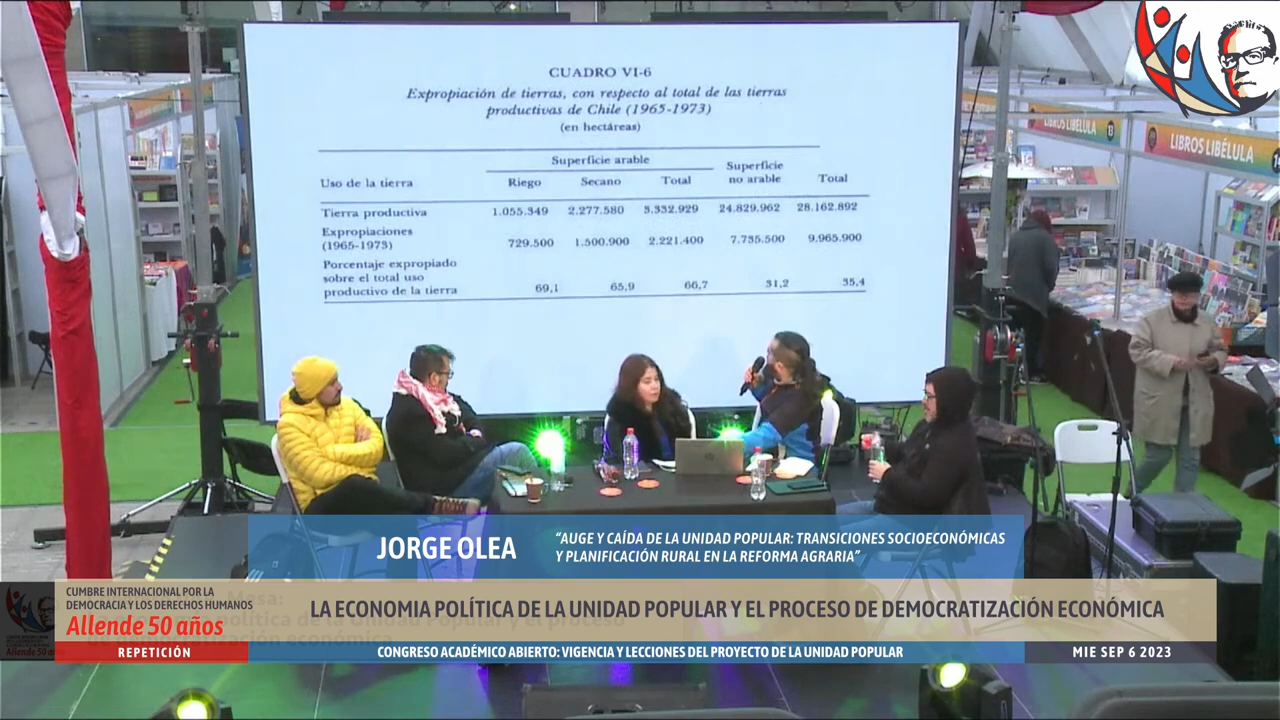 CUADRO VI-6
Expropiación de tierras, con respecto al total de las tierras
productivas de Chile (1965-1973)
(en hectáreas)
Superficie arable
Superficie
no arable
Uso de la tierra
Riego
Secano
Total
Total
Tierra productiva 1.055.349 2.277.580 3.332.929 24.829.962 28.162.892
Expropiaciones
(1965-1973) 729.500 1.500.900 2.221.400 7.735.500 9.965.900
Porcentaje expropiado
sobre el total uso
productivo de la tierra 69,1 65,9 66,7 31,2 35,4
LIBROS LIBÉLULA
JORGE OLEA
“AUGE Y CAÍDA DE LA UNIDAD POPULAR: TRANSICIONES SOCIOECONÓMICAS
Y PLANIFICACIÓN RURAL EN LA REFORMA AGRARIA”
CUMBRE INTERNACIONAL POR LA
DEMOCRACIA Y LOS DERECHOS HUMANOS
Allende 50 años
LA ECONOMIA POLÍTICA DE LA UNIDAD POPULAR Y EL PROCESO DE DEMOCRATIZACIÓN ECONÓMICA
REPETICIÓN
CONGRESO ACADÉMICO ABIERTO: VIGENCIA Y LECCIONES DEL PROYECTO DE LA UNIDAD POPULAR
MIE SEP 6 2023